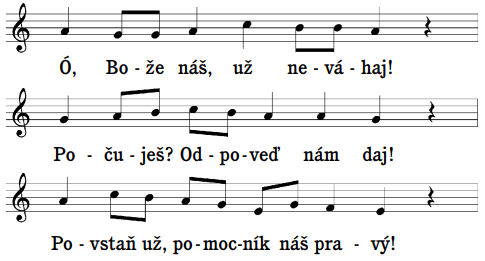 Ó, Bo - že náš, už ne - vá - haj!
Po - ču - ješ? Od - po - veď nám daj!
Po - vstaň už, po - moc - ník náš pra - vý!